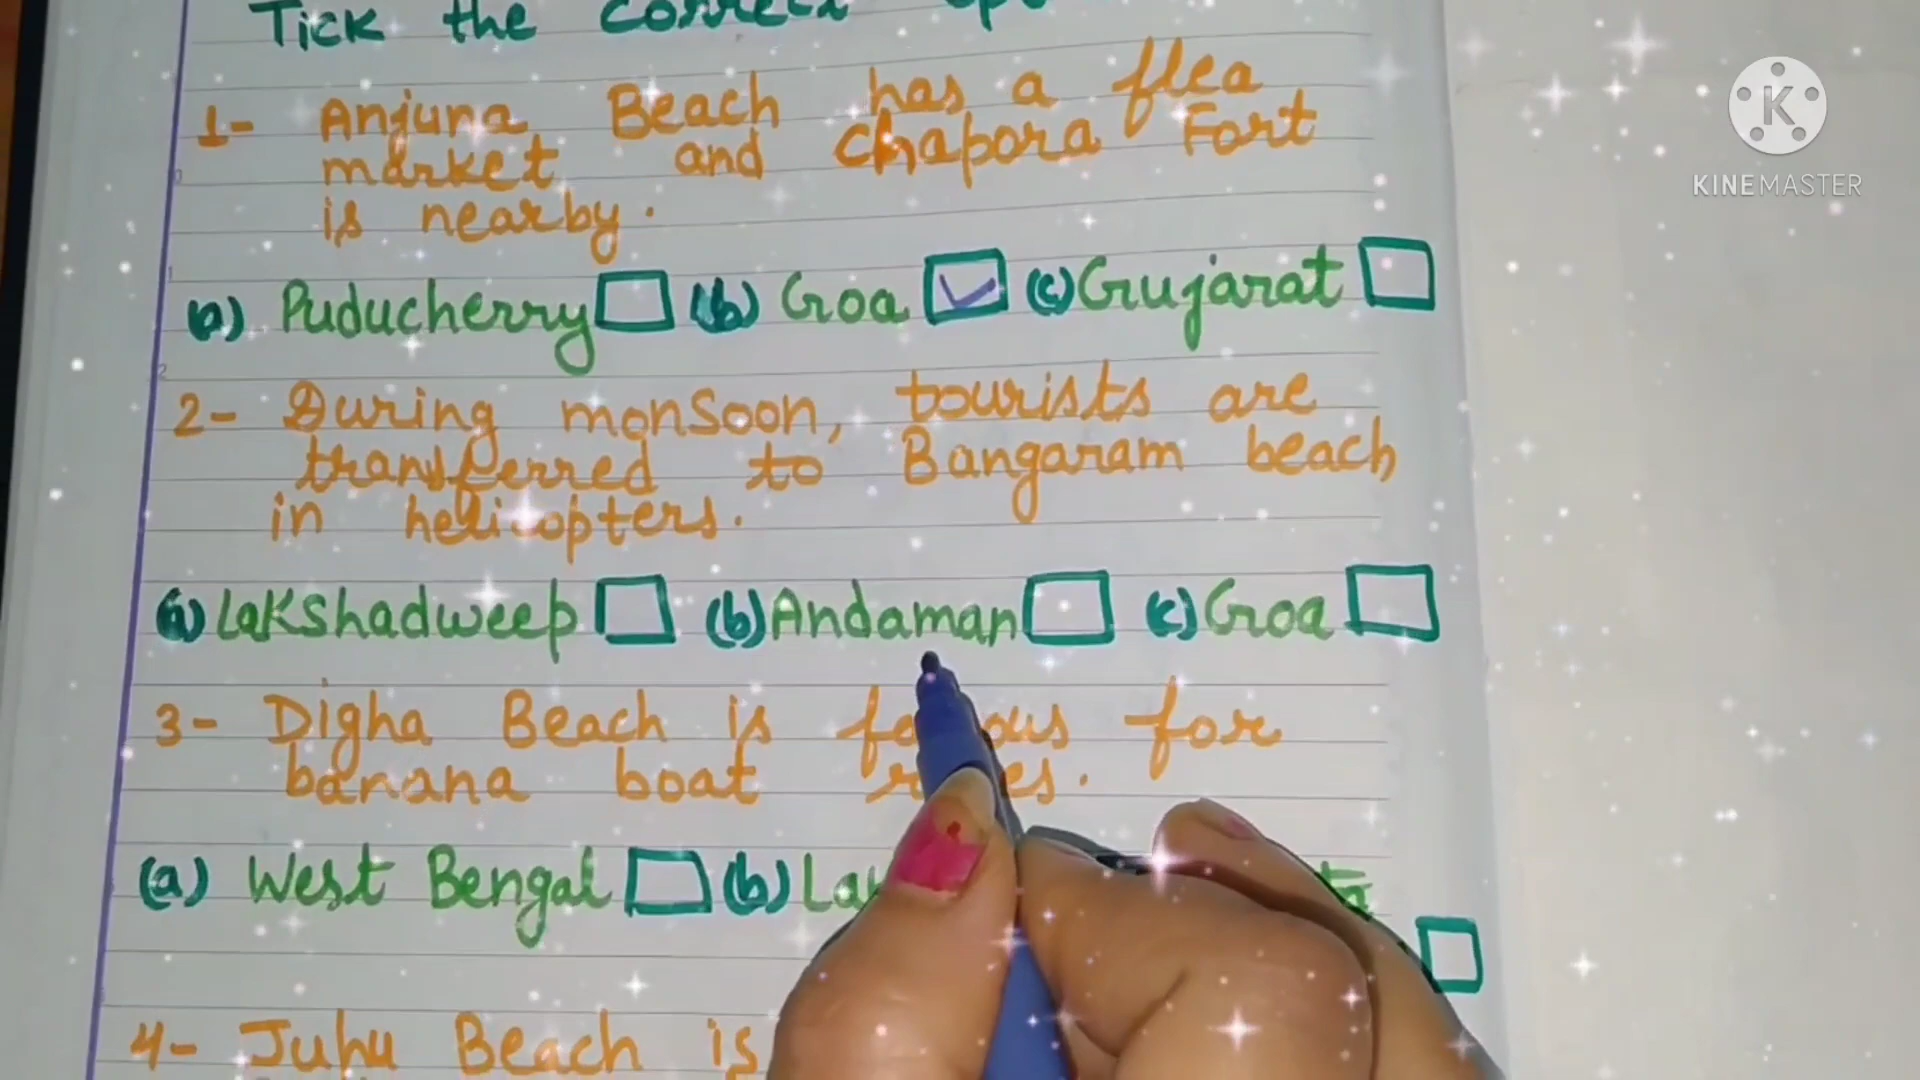 Tick the correct
1- Anjuna Beach has a flea
market and Chapora Fort
is nearby.
(a) Puducherry (b) Goa (c) Gujarat
2- During monsoon, tourists are
transferred to Bangaram beach
in helicopters.
(a) Lakshadweep (b) Andaman (c) Goa
3- Digha Beach is for
banana boat
(a) West Bengal (b)
4- Juhu Beach is
K
KINEMASTER